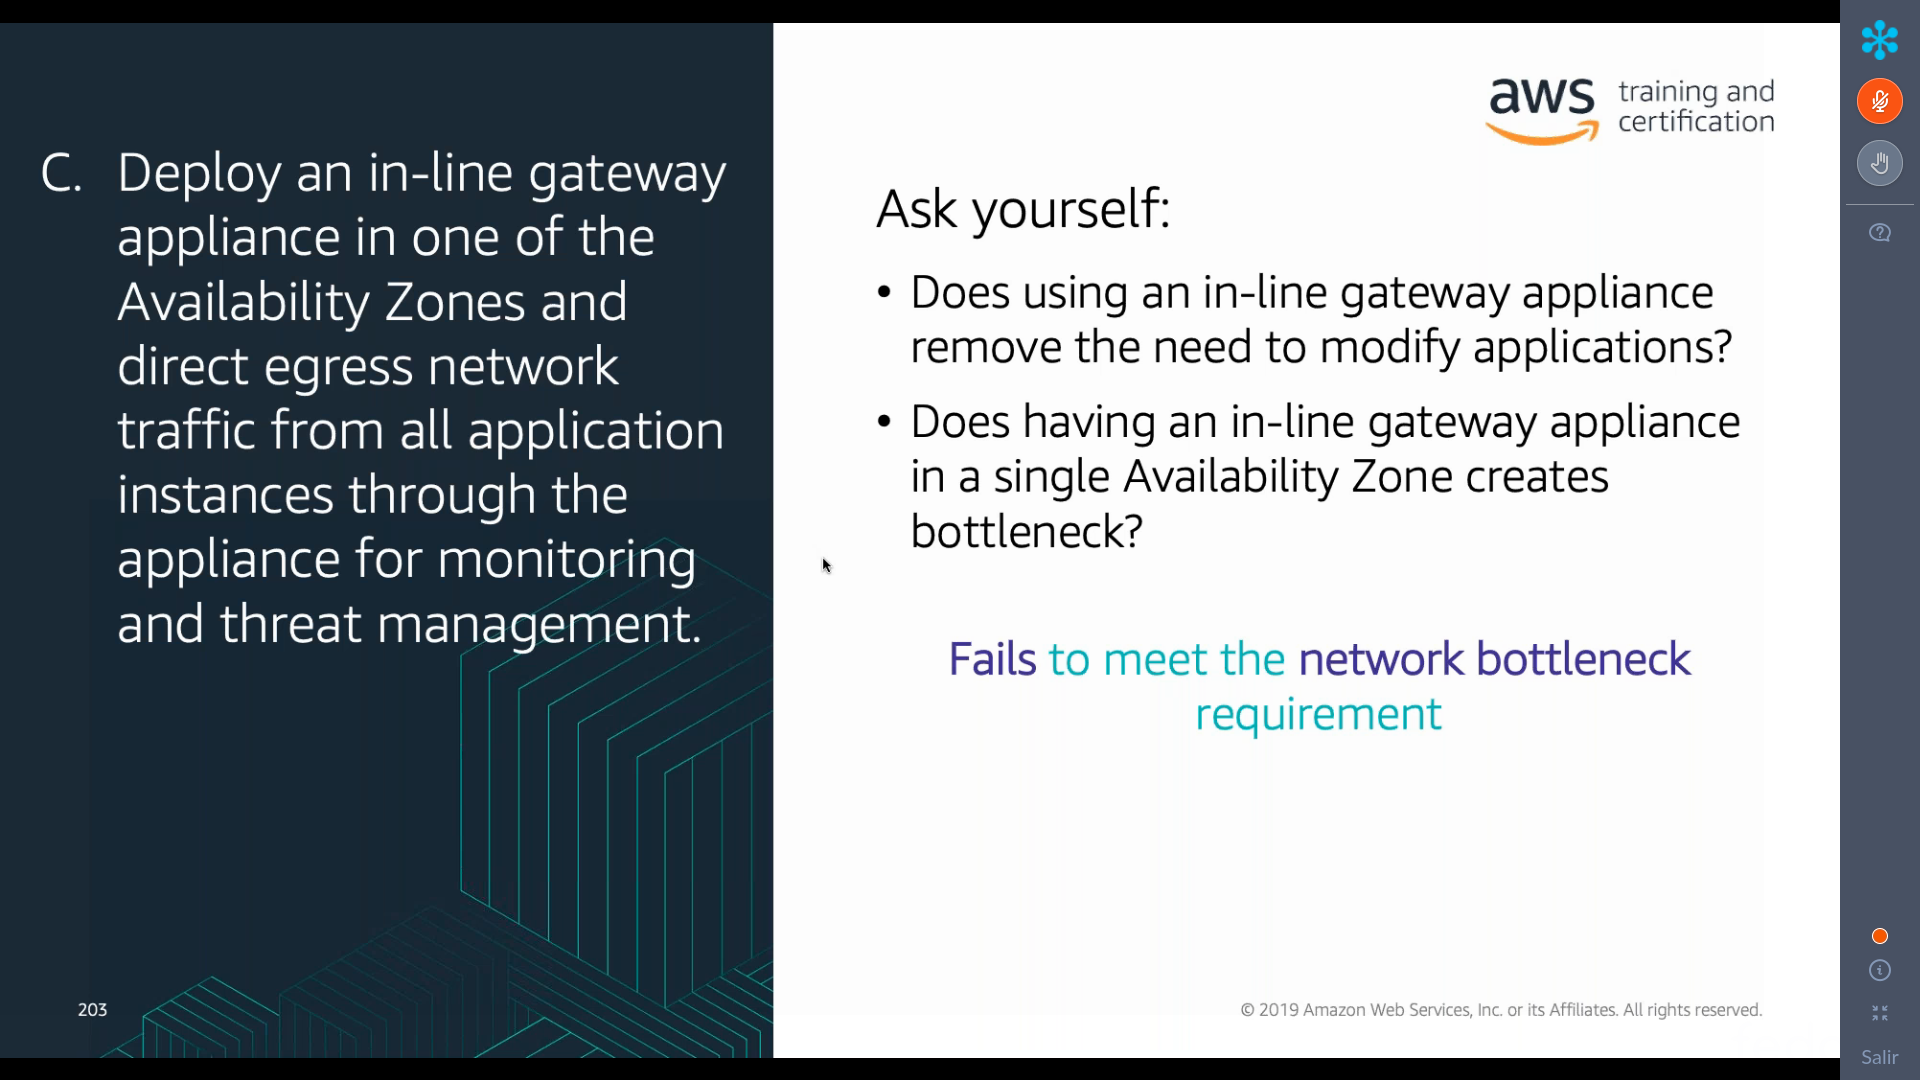 C. Deploy an in-line gateway
appliance in one of the
Availability Zones and
direct egress network
traffic from all application
instances through the
appliance for monitoring
and threat management.
203
aws training and
certification
Ask yourself:
• Does using an in-line gateway appliance
remove the need to modify applications?
• Does having an in-line gateway appliance
in a single Availability Zone creates
bottleneck?
Fails to meet the network bottleneck
requirement
© 2019 Amazon Web Services, Inc. or its Affiliates. All rights reserved.
Salir